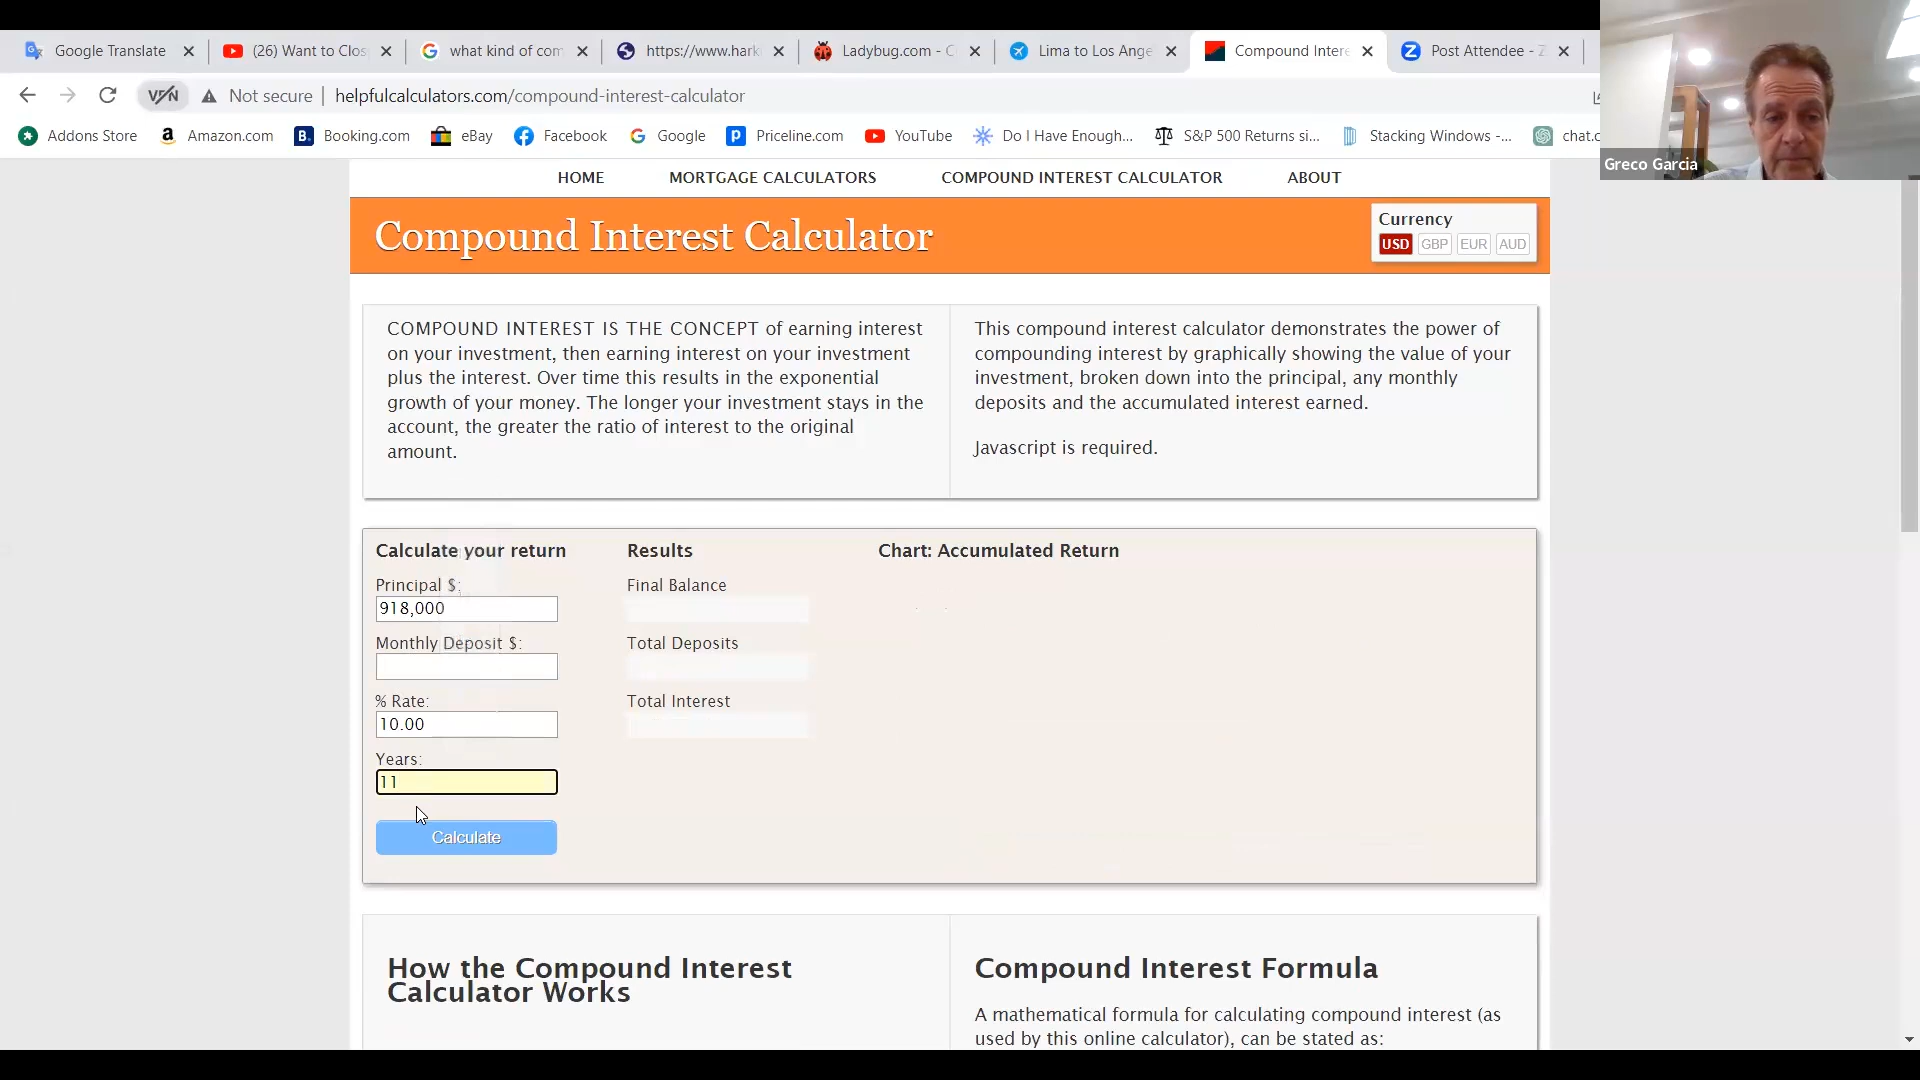 Google Translate
(26) Want to Clos
what kind of com
https://www.hark
Ladybug.com - C
Lima to Los Ange
Compound Intere
Post Attendee - Z
VPN
Not secure
helpfulcalculators.com/compound-interest-calculator
Addons Store
Amazon.com
Booking.com
eBay
Facebook
Google
Priceline.com
YouTube
Do I Have Enough...
S&P 500 Returns si...
Stacking Windows -...
chat.o
Greco Garcia
HOME
MORTGAGE CALCULATORS
COMPOUND INTEREST CALCULATOR
ABOUT
Compound Interest Calculator
Currency
USD GBP EUR AUD
COMPOUND INTEREST IS THE CONCEPT of earning interest
on your investment, then earning interest on your investment
plus the interest. Over time this results in the exponential
growth of your money. The longer your investment stays in the
account, the greater the ratio of interest to the original
amount.
This compound interest calculator demonstrates the power of
compounding interest by graphically showing the value of your
investment, broken down into the principal, any monthly
deposits and the accumulated interest earned.
Javascript is required.
Calculate your return
Principal $:
918,000
Monthly Deposit $:
% Rate:
10.00
Years:
11
Calculate
Results
Final Balance
Total Deposits
Total Interest
Chart: Accumulated Return
How the Compound Interest
Calculator Works
Compound Interest Formula
A mathematical formula for calculating compound interest (as
used by this online calculator), can be stated as: